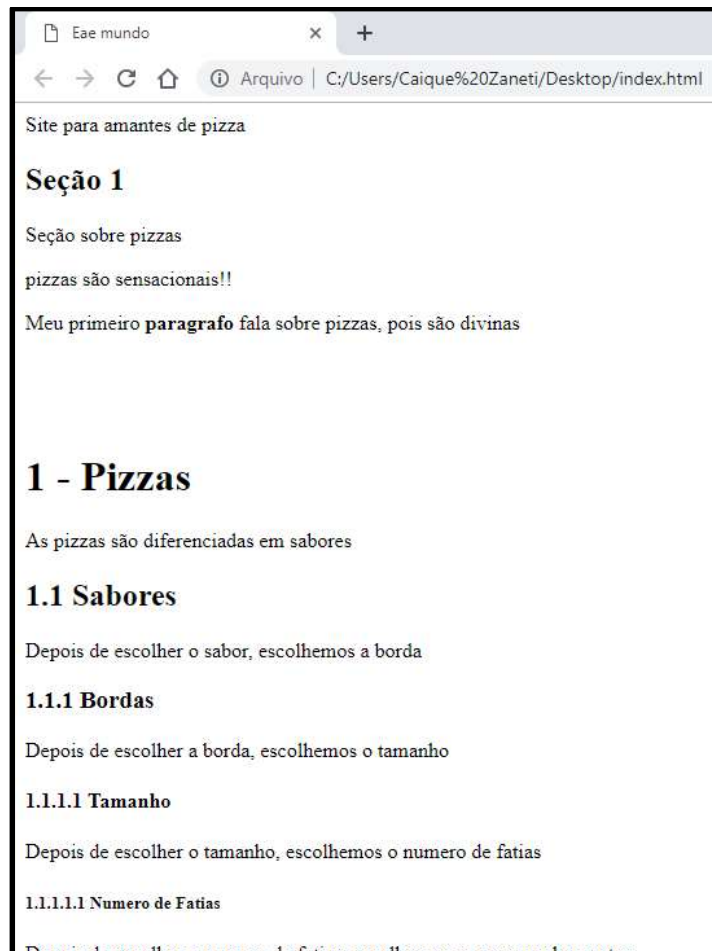 Eae mundo
Arquivo | C:/Users/Caique%20Zaneti/Desktop/index.html
Site para amantes de pizza
Seção 1
Seção sobre pizzas
pizzas são sensacionais!!
Meu primeiro paragrafo fala sobre pizzas, pois são divinas
1 - Pizzas
As pizzas são diferenciadas em sabores
1.1 Sabores
Depois de escolher o sabor, escolhemos a borda
1.1.1 Bordas
Depois de escolher a borda, escolhemos o tamanho
1.1.1.1 Tamanho
Depois de escolher o tamanho, escolhemos o numero de fatias
1.1.1.1.1 Numero de Fatias